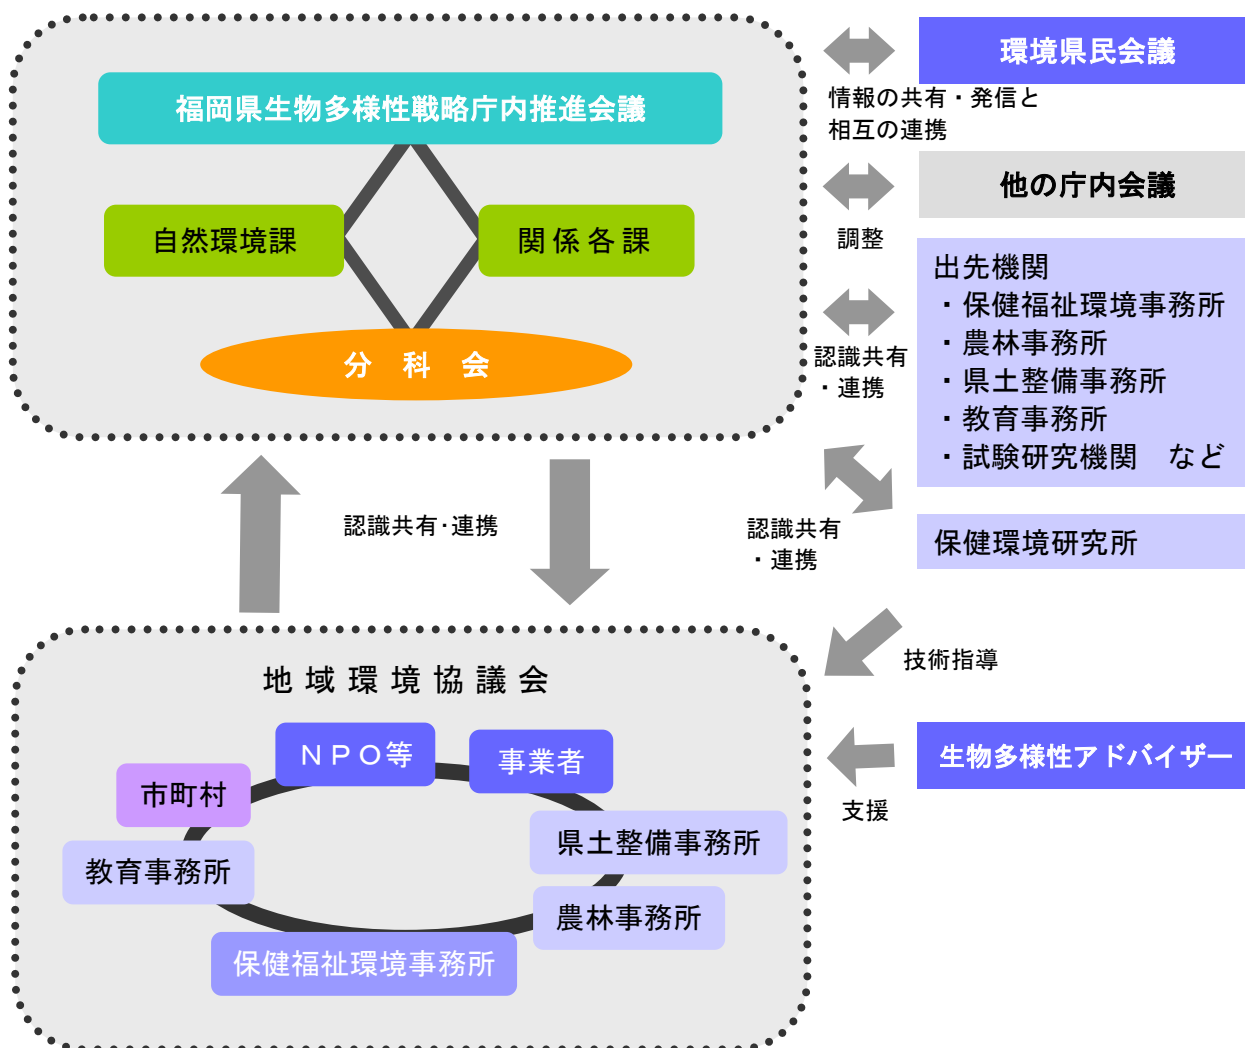 福岡県生物多様性戦略庁内推進会議
自然環境課
関係各課
分科会
環境県民会議
情報の共有・発信と
相互の連携
他の庁内会議
調整
出先機関
・保健福祉環境事務所
・農林事務所
・県土整備事務所
・教育事務所
・試験研究機関　など
認識共有
・連携
認識共有・連携
認識共有
・連携
保健環境研究所
技術指導
地域環境協議会
ＮＰＯ等
事業者
市町村
県土整備事務所
教育事務所
農林事務所
保健福祉環境事務所
生物多様性アドバイザー
支援